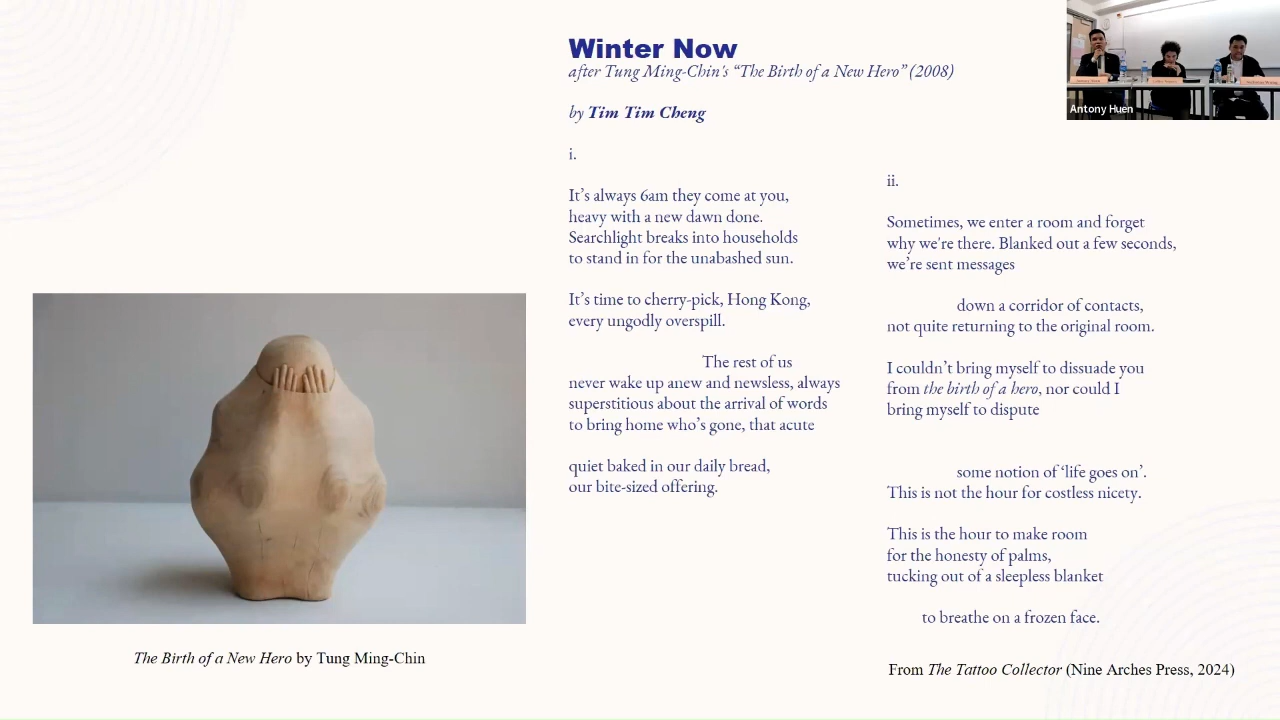 Winter Now
after Tung Ming-Chin's “The Birth of a New Hero” (2008)
by Tim Tim Cheng
i.
It’s always 6am they come at you,
heavy with a new dawn done.
Searchlight breaks into households
to stand in for the unabashed sun.
It’s time to cherry-pick, Hong Kong,
every ungodly overspill.
The rest of us
never wake up anew and newsless, always
superstitious about the arrival of words
to bring home who’s gone, that acute
quiet baked in our daily bread,
our bite-sized offering.
ii.
Sometimes, we enter a room and forget
why we're there. Blanked out a few seconds,
we’re sent messages
down a corridor of contacts,
not quite returning to the original room.
I couldn’t bring myself to dissuade you
from the birth of a hero, nor could I
bring myself to dispute
some notion of ‘life goes on’.
This is not the hour for costless nicety.
This is the hour to make room
for the honesty of palms,
tucking out of a sleepless blanket
to breathe on a frozen face.
The Birth of a New Hero by Tung Ming-Chin
From The Tattoo Collector (Nine Arches Press, 2024)
Antony Huen